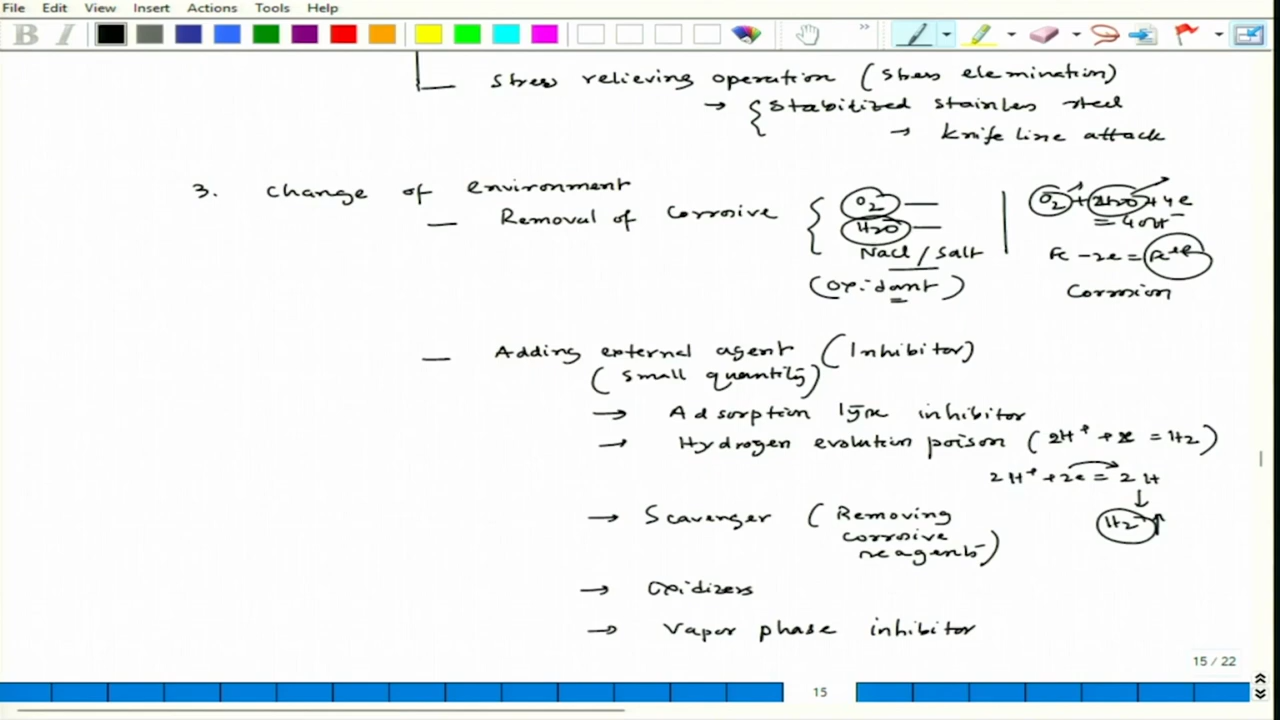 File Edit View Insert Actions Tools Help
B I
Stress relieving operation (stress elemination)
→ { Stabitized stainless steel
→ Knife line attack
3. Change of environment
— Removal of corrosive { O2 —
H2O —
NaCl / Salt
(Oxidant)
O2 + 2H2O + 4e
= 4OH-
Fe - 2e = Fe++
Corrosion
— Adding external agent (Inhibitor)
(Small quantity)
→ Adsorption type inhibitor
→ Hydrogen evolution poison (2H+ + 2e = H2)
2H+ + 2e = 2H
↓
H2 ↑
→ Scavenger (Removing
corrosive
reagents)
→ Oxidizers
→ Vapor phase inhibitor
15 / 22
15